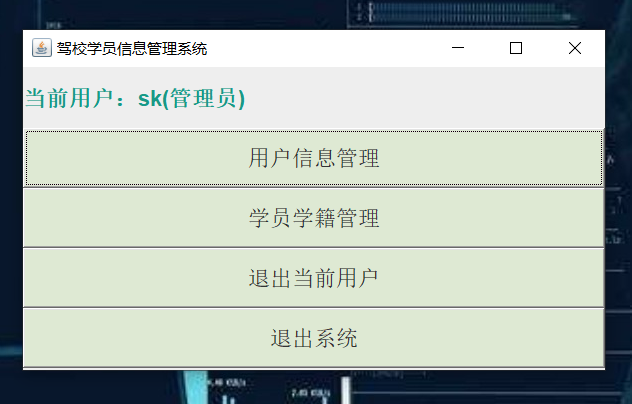 驾校学员信息管理系统
当前用户：sk(管理员)
用户信息管理
学员学籍管理
退出当前用户
退出系统